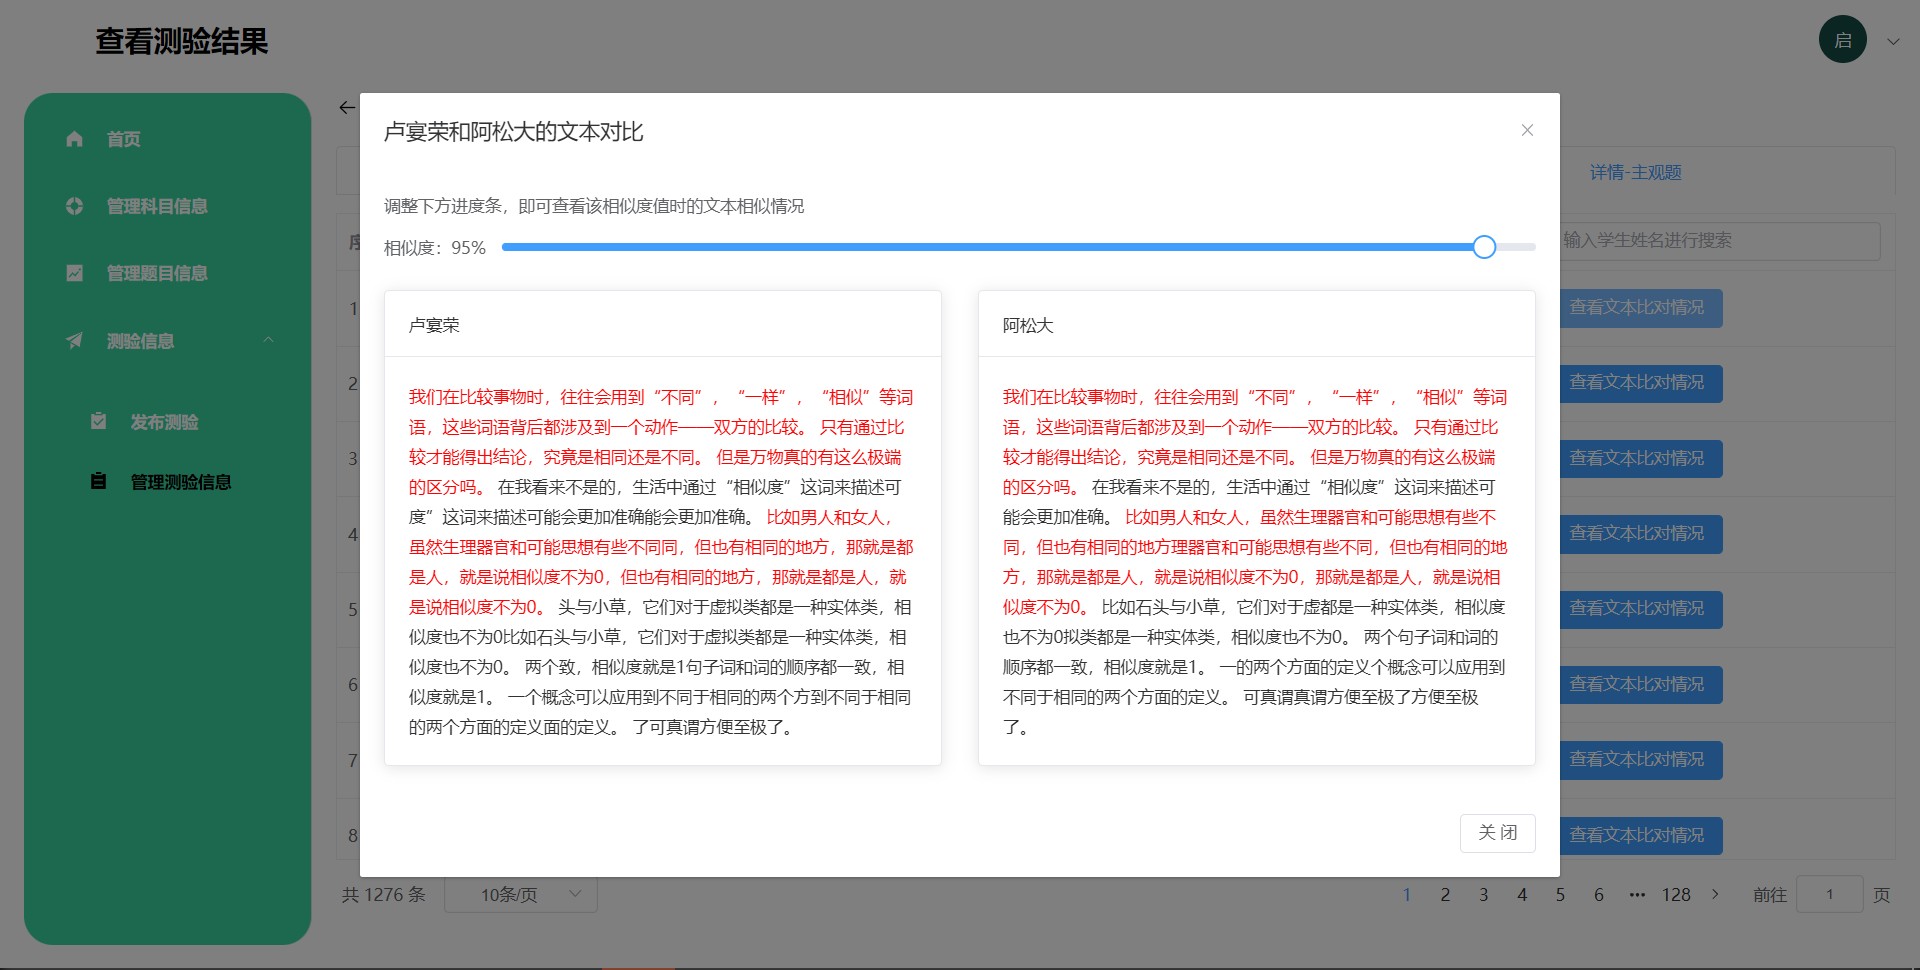 查看测验结果
启
首页
管理科目信息
管理题目信息
测验信息
发布测验
管理测验信息
详情-主观题
输入学生姓名进行搜索
卢宴荣和阿松大的文本对比
调整下方进度条，即可查看该相似度值时的文本相似情况
相似度：95%
卢宴荣
我们在比较事物时，往往会用到“不同”，“一样”，“相似”等词
语，这些词语背后都涉及到一个动作——双方的比较。 只有通过比
较才能得出结论，究竟是相同还是不同。 但是万物真的有这么极端
的区分吗。 在我看来不是的，生活中通过“相似度”这词来描述可
度”这词来描述可能会更加准确能会更加准确。 比如男人和女人，
虽然生理器官和可能思想有些不同同，但也有相同的地方，那就是都
是人，就是说相似度不为0，但也有相同的地方，那就是都是人，就
是说相似度不为0。 头与小草，它们对于虚拟类都是一种实体类，相
似度也不为0比如石头与小草，它们对于虚拟类都是一种实体类，相
似度也不为0。 两个致，相似度就是1句子词和词的顺序都一致，相
似度就是1。 一个概念可以应用到不同于相同的两个方到不同于相同
的两个方面的定义面的定义。 了可真谓方便至极了。
阿松大
我们在比较事物时，往往会用到“不同”，“一样”，“相似”等词
语，这些词语背后都涉及到一个动作——双方的比较。 只有通过比
较才能得出结论，究竟是相同还是不同。 但是万物真的有这么极端
的区分吗。 在我看来不是的，生活中通过“相似度”这词来描述可
能会更加准确。 比如男人和女人，虽然生理器官和可能思想有些不
同，但也有相同的地方理器官和可能思想有些不同，但也有相同的地
方，那就是都是人，就是说相似度不为0，那就是都是人，就是说相
似度不为0。 比如石头与小草，它们对于虚都是一种实体类，相似度
也不为0拟类都是一种实体类，相似度也不为0。 两个句子词和词的
顺序都一致，相似度就是1。 一的两个方面的定义个概念可以应用到
不同于相同的两个方面的定义。 可真谓真谓方便至极了方便至极
了。
关 闭
1
查看文本比对情况
2
查看文本比对情况
3
查看文本比对情况
4
查看文本比对情况
5
查看文本比对情况
6
查看文本比对情况
7
查看文本比对情况
8
查看文本比对情况
共 1276 条 10条/页 1 2 3 4 5 6 ••• 128 前往 1 页